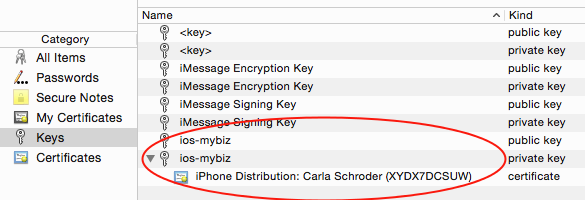 Category
All Items
Passwords
Secure Notes
My Certificates
Keys
Certificates
Name Kind
<key> public key
<key> private key
iMessage Encryption Key public key
iMessage Encryption Key private key
iMessage Signing Key public key
iMessage Signing Key private key
ios-mybiz public key
ios-mybiz private key
iPhone Distribution: Carla Schroder (XYDX7DCSUW) certificate